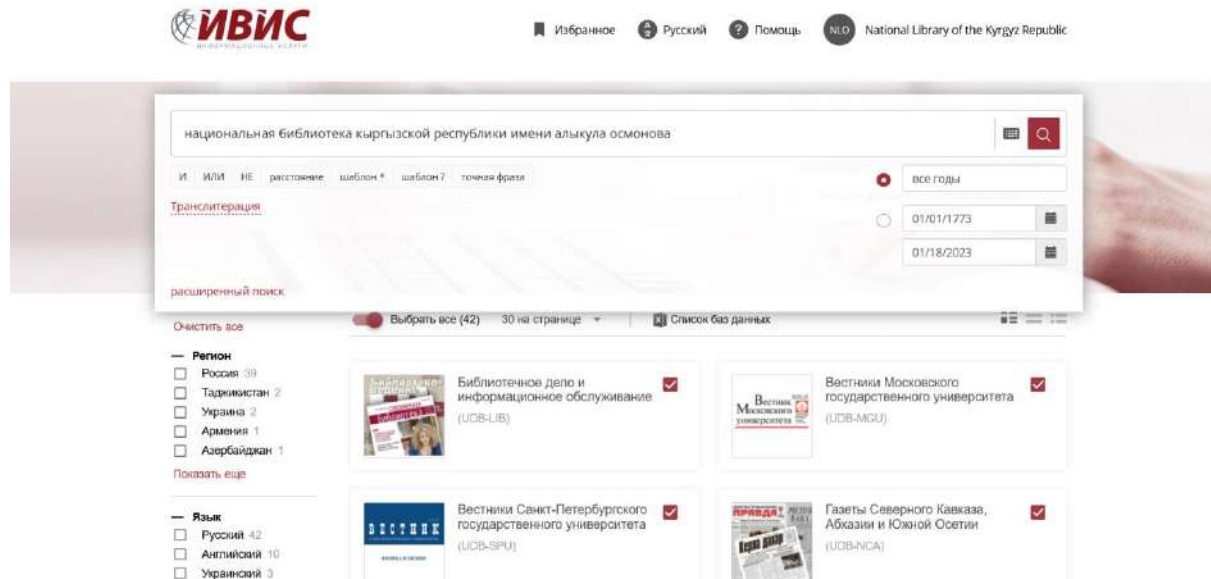 ИВИС
ИНФОРМАЦИОННЫЕ УСЛУГИ
Избранное
Русский
? Помощь
NLO National Library of the Kyrgyz Republic
национальная библиотека кыргызской республики имени алыкула осмонова
И ИЛИ НЕ расстояние шаблон * шаблон ? точная фраза
все годы
Транслитерация
01/01/1773
01/18/2023
расширенный поиск
Очистить все
Выбрать все (42) 30 на странице Список баз данных
— Регион
Россия 39
Таджикистан 2
Украина 2
Армения 1
Азербайджан 1
Показать еще
— Язык
Русский 42
Английский 10
Украинский 3
Библиотечное дело и
информационное обслуживание
(UDB-LIB)
Вестник
Московского
университета
Вестники Московского
государственного университета
(UDB-MGU)
ВЕСТНИК
Вестники Санкт-Петербургского
государственного университета
(UDB-SPU)
ПРАВДА
Газеты Северного Кавказа,
Абхазии и Южной Осетии
(UDB-NCA)